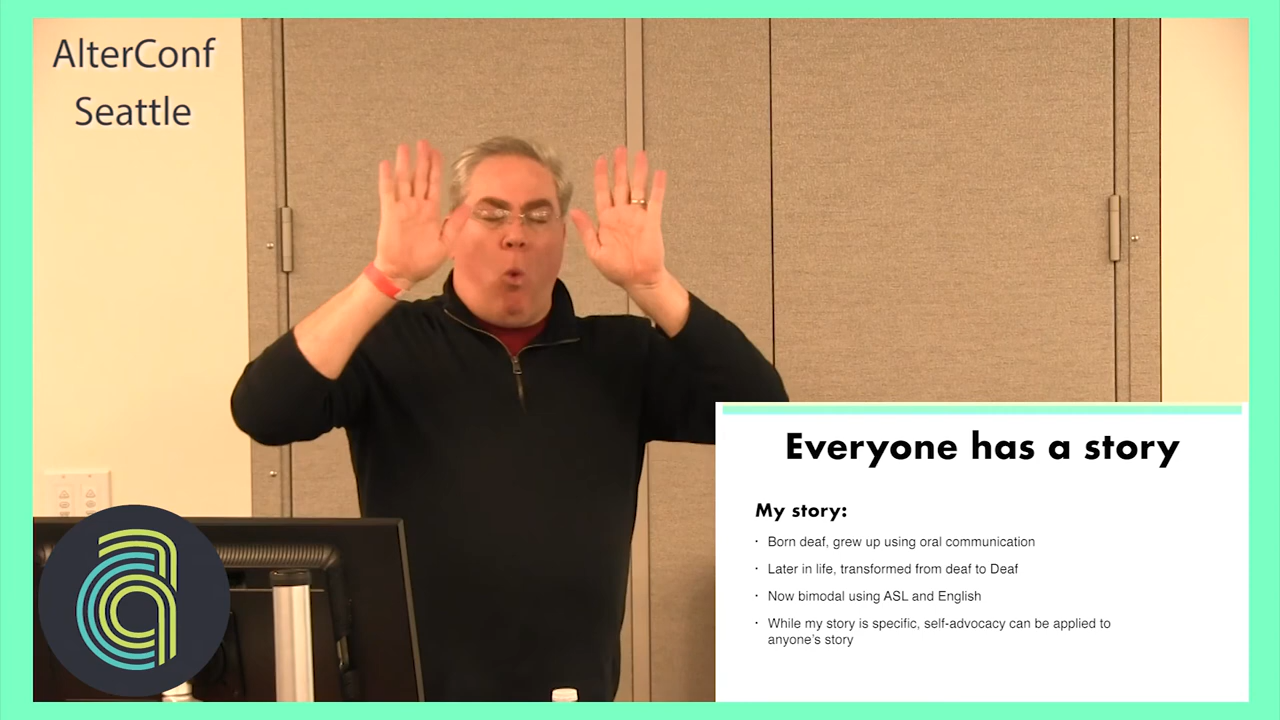 AlterConf
Seattle
Everyone has a story
My story:
· Born deaf, grew up using oral communication
· Later in life, transformed from deaf to Deaf
· Now bimodal using ASL and English
· While my story is specific, self-advocacy can be applied to
anyone's story